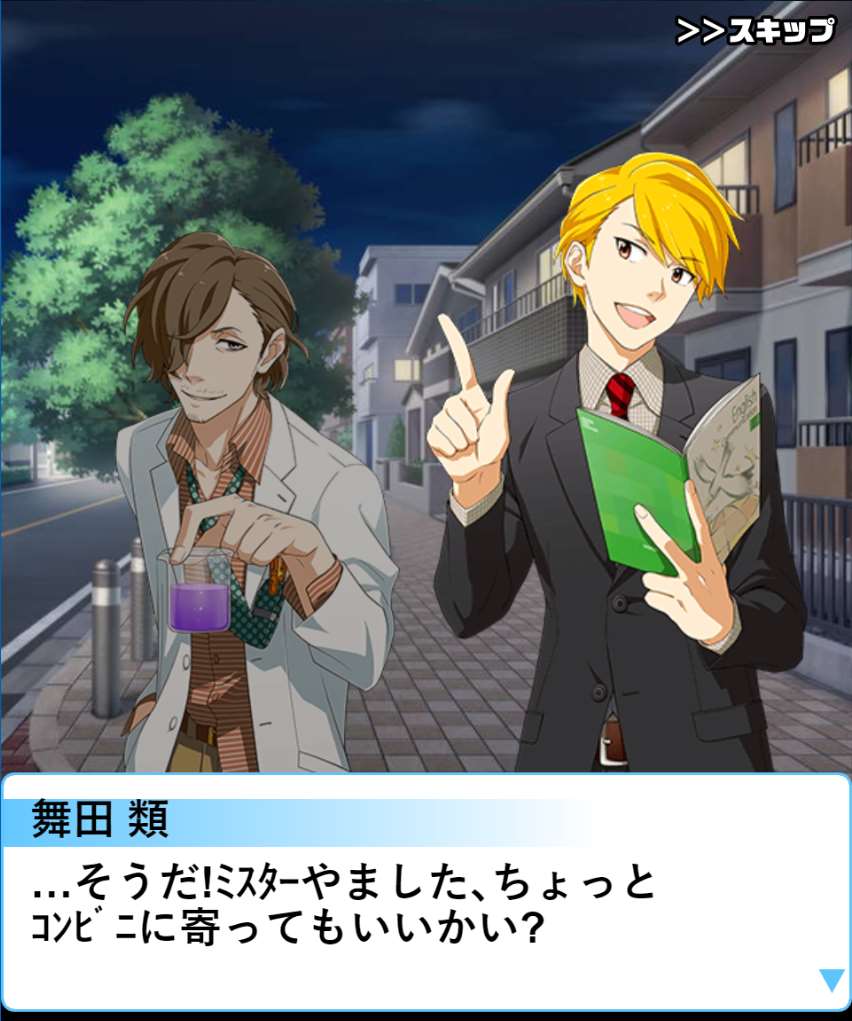 >>スキップ
English
舞田 類
…そうだ!ﾐｽﾀｰやました､ちょっと
ｺﾝﾋﾞﾆに寄ってもいいかい?